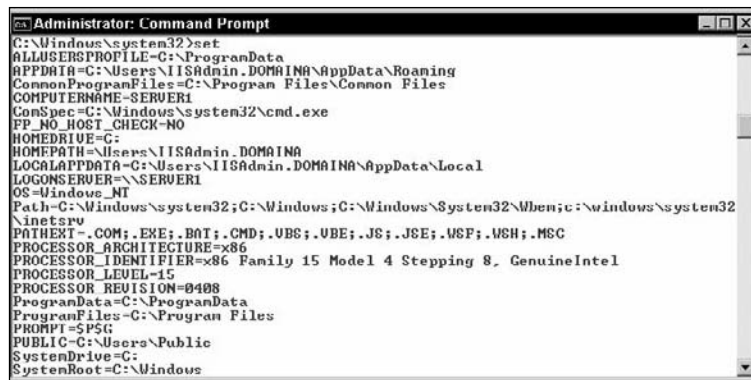 Administrator: Command Prompt
C:\Windows\system32>set
ALLUSERSPROFILE=C:\ProgramData
APPDATA=C:\Users\IISAdmin.DOMAINA\AppData\Roaming
CommonProgramFiles=C:\Program Files\Common Files
COMPUTERNAME=SERVER1
ComSpec=C:\Windows\system32\cmd.exe
FP_NO_HOST_CHECK=NO
HOMEDRIVE=C:
HOMEPATH=\Users\IISAdmin.DOMAINA
LOCALAPPDATA=C:\Users\IISAdmin.DOMAINA\AppData\Local
LOGONSERVER=\\SERVER1
OS=Windows_NT
Path=C:\Windows\system32;C:\Windows;C:\Windows\System32\Wbem;c:\windows\system32
\inetsrv
PATHEXT=.COM;.EXE;.BAT;.CMD;.VBS;.VBE;.JS;.JSE;.WSF;.WSH;.MSC
PROCESSOR_ARCHITECTURE=x86
PROCESSOR_IDENTIFIER=x86 Family 15 Model 4 Stepping 8, GenuineIntel
PROCESSOR_LEVEL=15
PROCESSOR_REVISION=0408
ProgramData=C:\ProgramData
ProgramFiles=C:\Program Files
PROMPT=$P$G
PUBLIC=C:\Users\Public
SystemDrive=C:
SystemRoot=C:\Windows